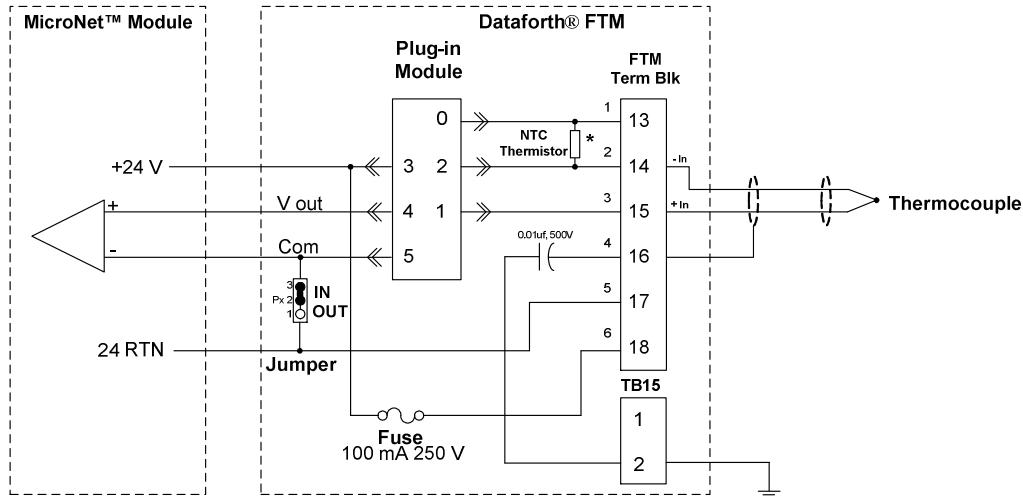 MicroNet™ Module
Dataforth® FTM
Plug-in
Module
FTM
Term Blk
0
1
13
NTC
Thermistor
*
+24 V
3
2
2
14
- In
V out
4
1
3
15
+ In
Thermocouple
+
-
Com
5
0.01uf, 500V
4
16
3
Px 2
1
IN
OUT
5
17
24 RTN
Jumper
6
18
TB15
Fuse
100 mA 250 V
1
2